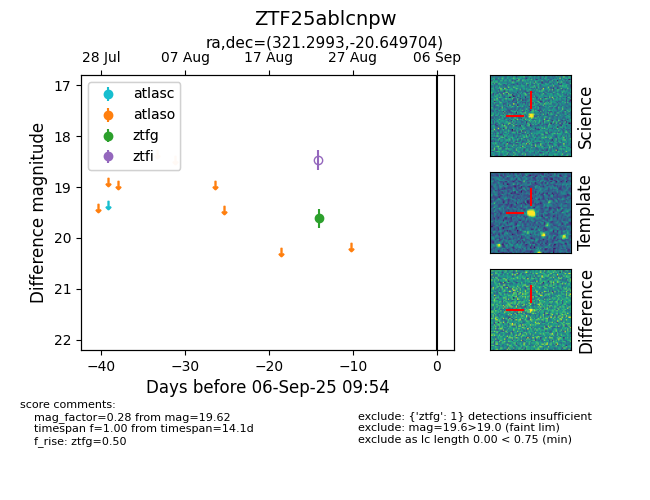 ZTF25ablcnpw
ra,dec=(321.2993,-20.649704)
28 Jul 07 Aug 17 Aug 27 Aug 06 Sep
atlasc
atlaso
ztfg
ztfi
17
18
19
20
21
22
Difference magnitude
−40 −30 −20 −10 0
Days before 06-Sep-25 09:54
Science
Template
Difference
score comments:
mag_factor=0.28 from mag=19.62
timespan f=1.00 from timespan=14.1d
f_rise: ztfg=0.50
exclude: {'ztfg': 1} detections insufficient
exclude: mag=19.6>19.0 (faint lim)
exclude as lc length 0.00 < 0.75 (min)